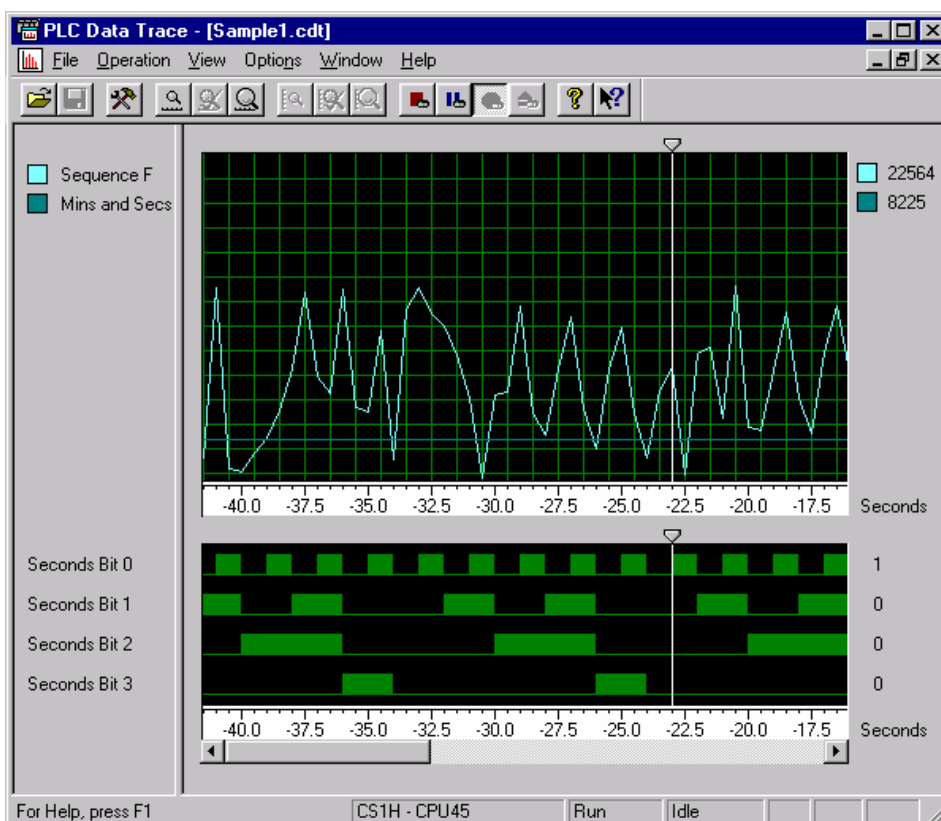 PLC Data Trace - [Sample1.cdt]
File Operation View Options Window Help
Sequence F
Mins and Secs
22564
8225
-40.0 -37.5 -35.0 -32.5 -30.0 -27.5 -25.0 -22.5 -20.0 -17.5 Seconds
Seconds Bit 0 1
Seconds Bit 1 0
Seconds Bit 2 0
Seconds Bit 3 0
-40.0 -37.5 -35.0 -32.5 -30.0 -27.5 -25.0 -22.5 -20.0 -17.5 Seconds
For Help, press F1 CS1H - CPU45 Run Idle